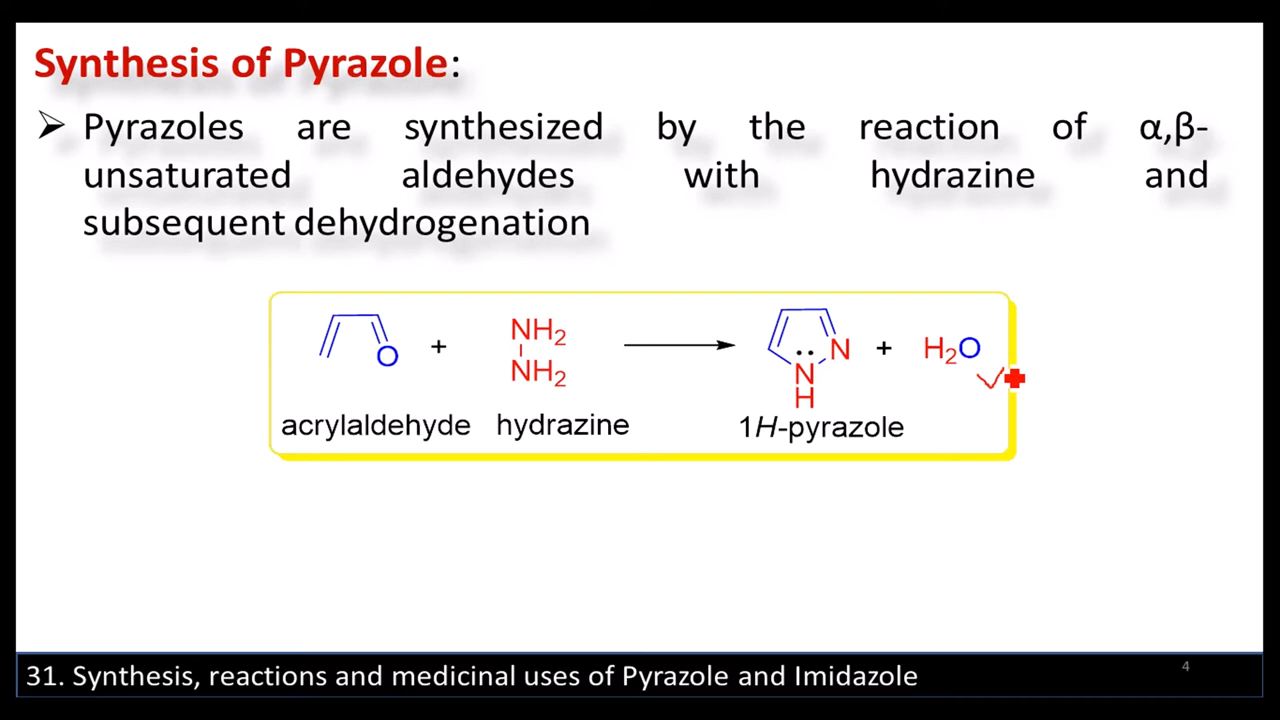 Synthesis of Pyrazole:
➢ Pyrazoles are synthesized by the reaction of α,β-
unsaturated aldehydes with hydrazine and
subsequent dehydrogenation
O + NH2 NH2 N N H + H2O
acrylaldehyde hydrazine 1H-pyrazole
31. Synthesis, reactions and medicinal uses of Pyrazole and Imidazole
4